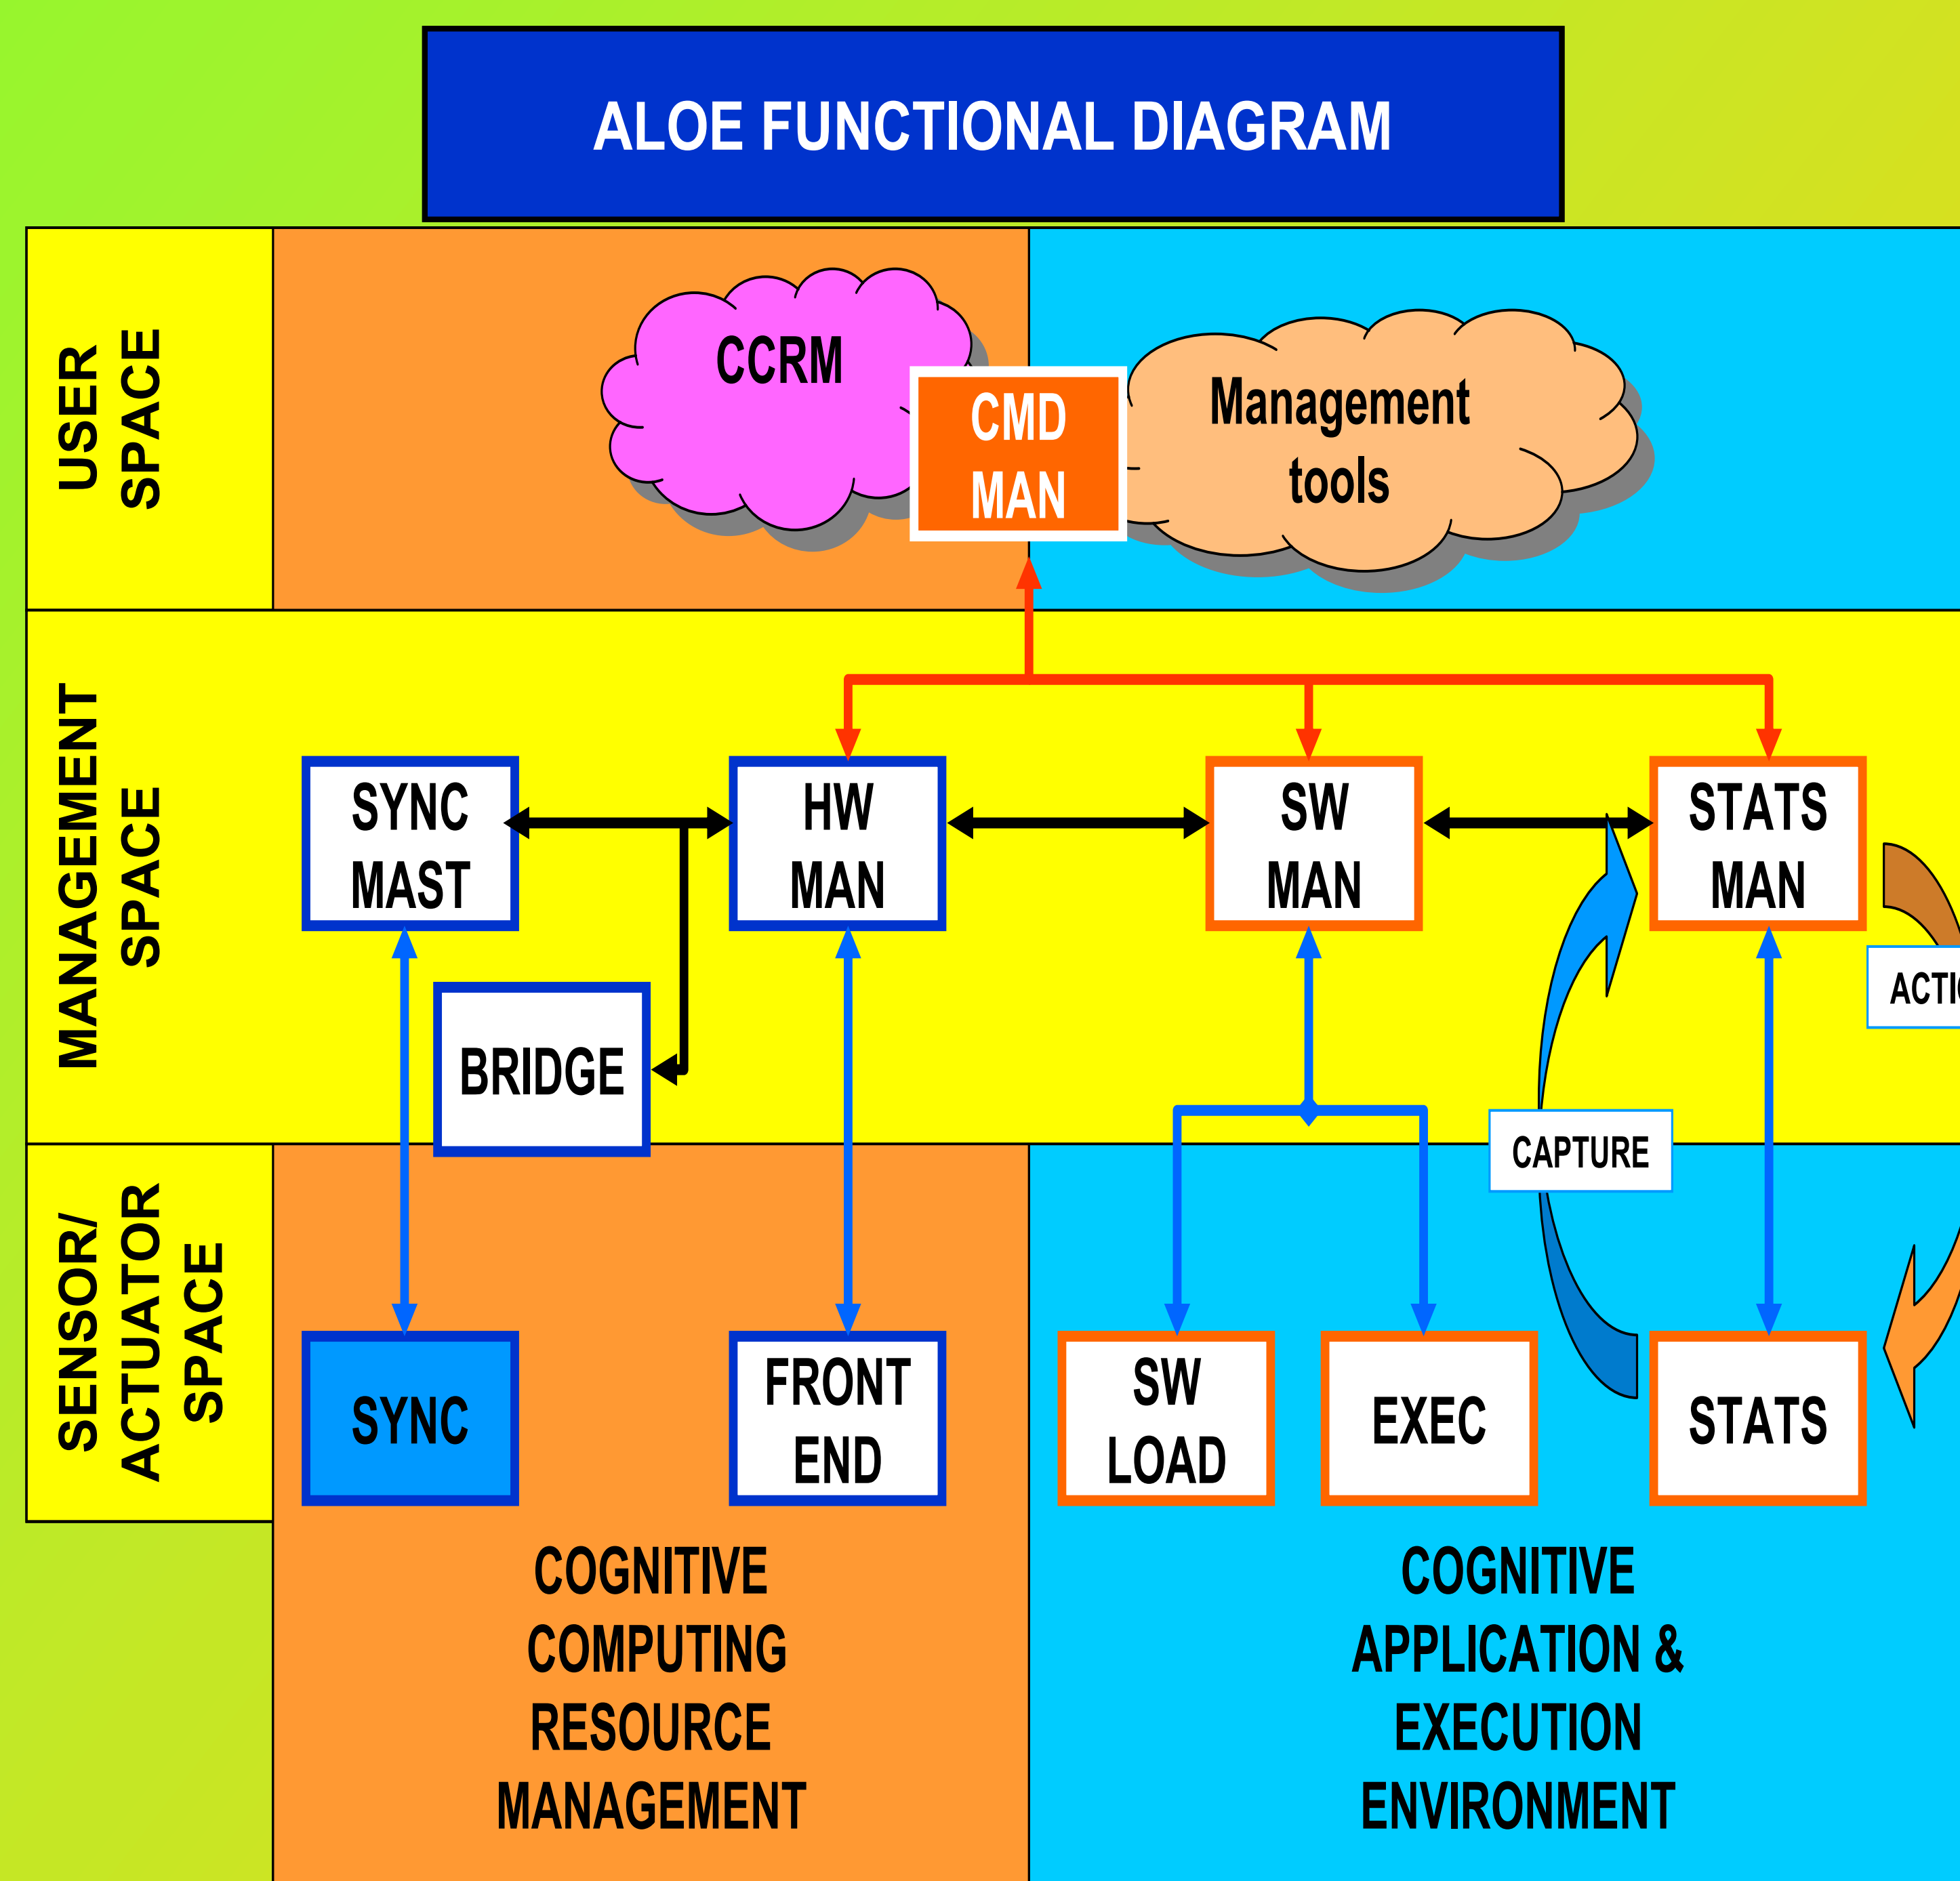 ALOE FUNCTIONAL DIAGRAM
USER
SPACE
CCRM
CMD
MAN
Management
tools
MANAGEMENT
SPACE
SYNC
MAST
HW
MAN
SW
MAN
STATS
MAN
BRIDGE
CAPTURE
SENSOR/
ACTUATOR
SPACE
SYNC
FRONT
END
SW
LOAD
EXEC
STATS
COGNITIVE
COMPUTING
RESOURCE
MANAGEMENT
COGNITIVE
APPLICATION &
EXECUTION
ENVIRONMENT